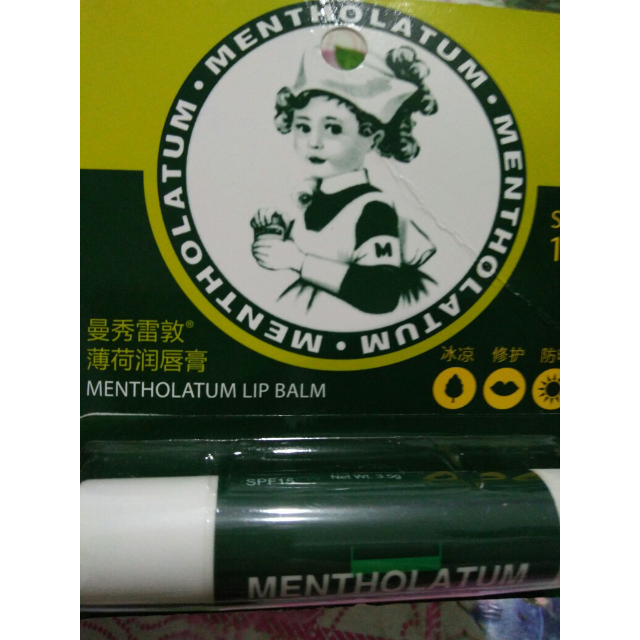 MENTHOLATUM · MENTHOLATUM · MENTHOLATUM · MENTHOLATUM ·
M
曼秀雷敦®
薄荷润唇膏
MENTHOLATUM LIP BALM
冰凉 修护
SPF15
Net Wt. 3.5g
MENTHOLATUM